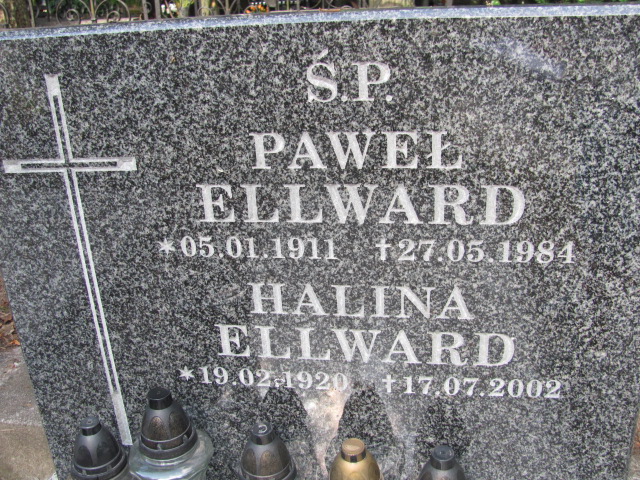 Ś.P.
PAWEŁ
ELLWARD
*05.01.1911 †27.05.1984
HALINA
ELLWARD
*19.02.1920 †17.07.2002